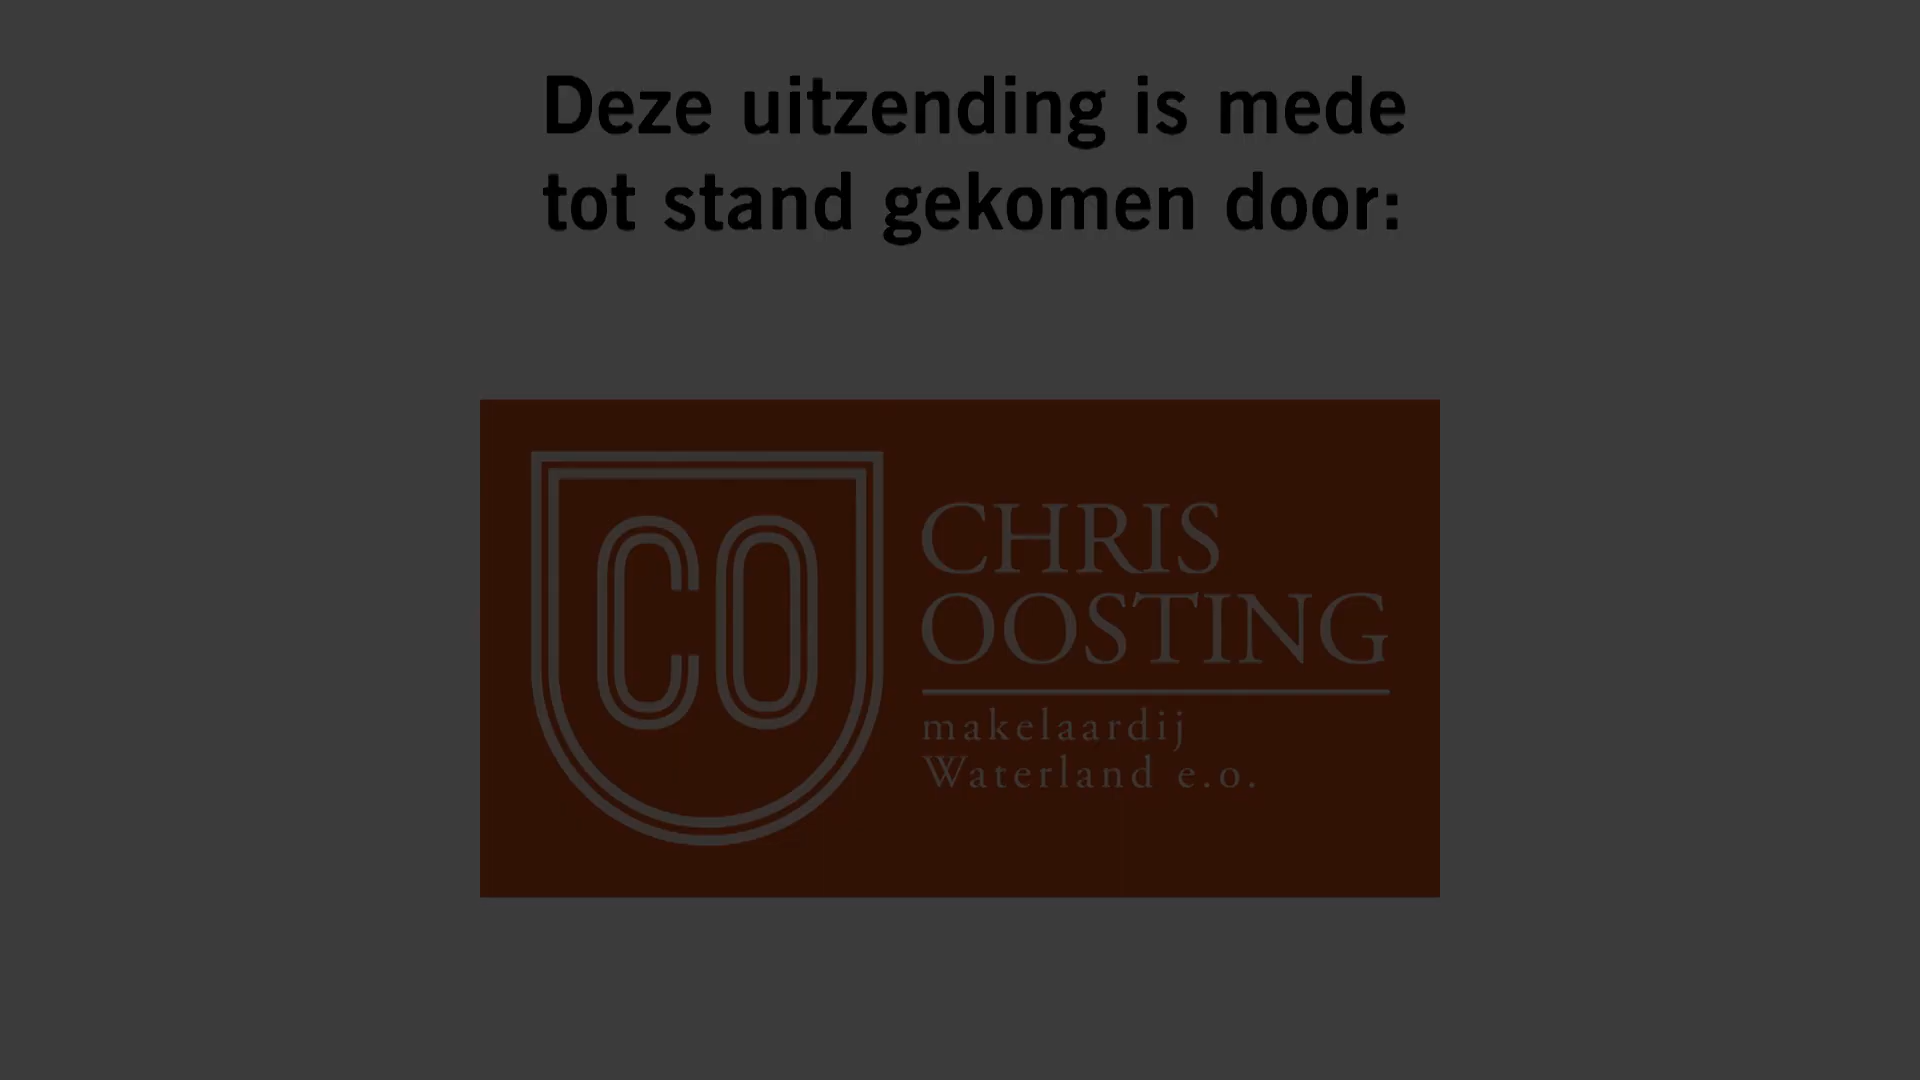 Deze uitzending is mede
tot stand gekomen door:
CO
CHRIS
OOSTING
makelaardij
Waterland e.o.